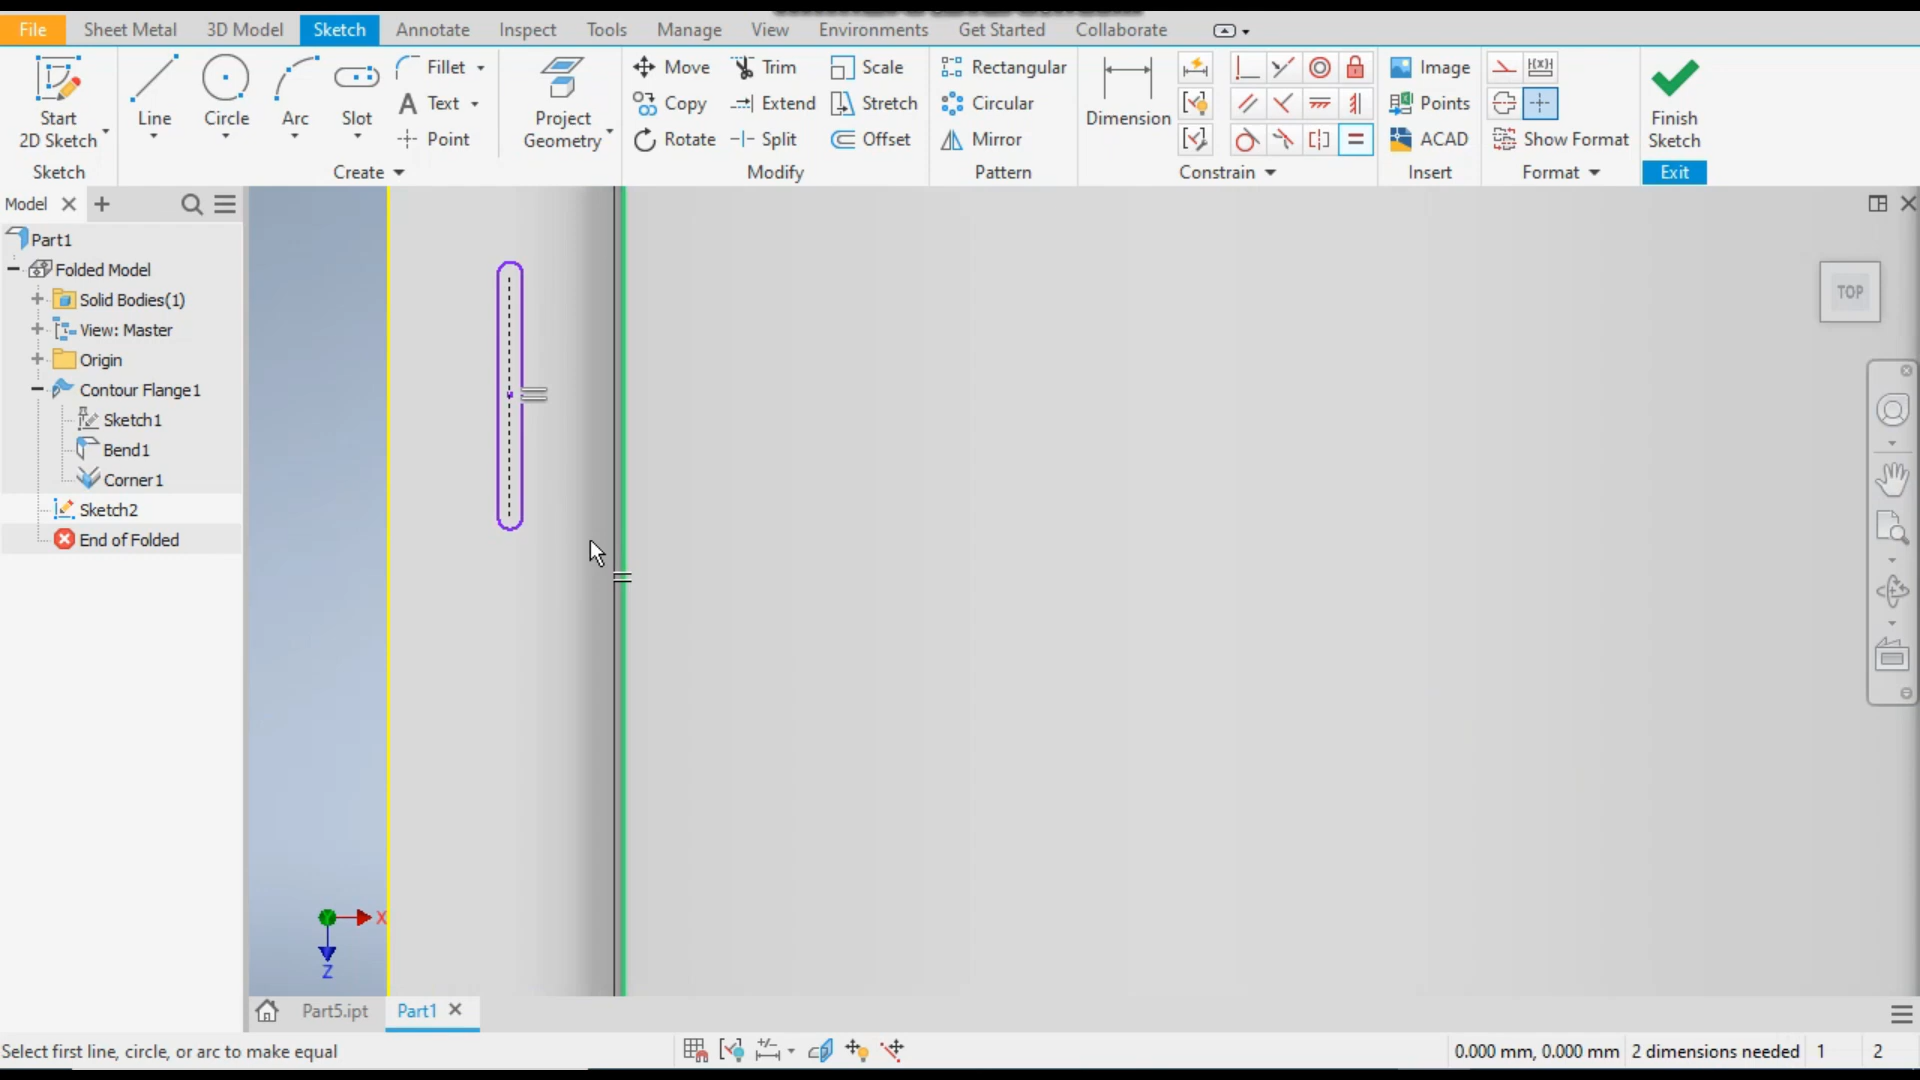 File Sheet Metal 3D Model Sketch Annotate Inspect Tools Manage View Environments Get Started Collaborate
Start
2D Sketch
Sketch
Line
Circle
Arc
Slot
Fillet
Text
Point
Create
Project
Geometry
Move
Copy
Rotate
Trim
Extend
Split
Scale
Stretch
Offset
Modify
Rectangular
Circular
Mirror
Pattern
Dimension
Constrain
Image
Points
ACAD
Insert
Show Format
Format
Finish
Sketch
Exit
Model
Part1
Folded Model
Solid Bodies(1)
View: Master
Origin
Contour Flange1
Sketch1
Bend1
Corner1
Sketch2
End of Folded
TOP
X
Z
Part5.ipt Part1
Select first line, circle, or arc to make equal
0.000 mm, 0.000 mm 2 dimensions needed 1 2